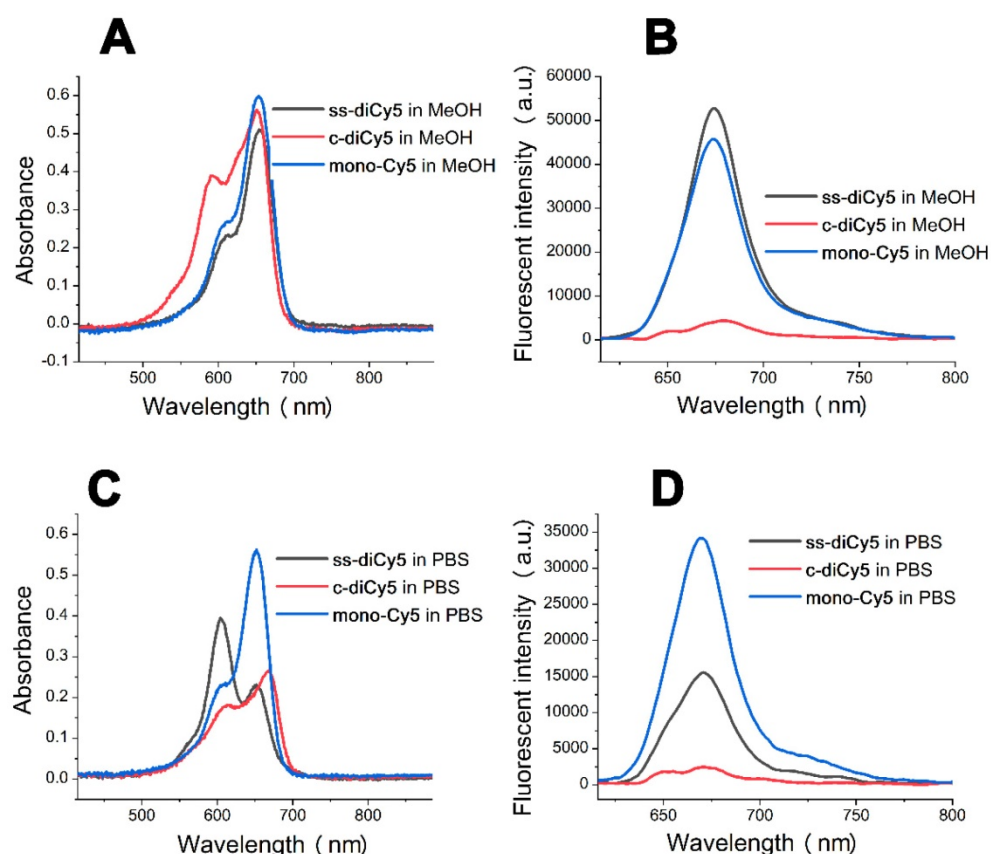 A
ss-diCy5 in MeOH
c-diCy5 in MeOH
mono-Cy5 in MeOH
Absorbance
0.6
0.5
0.4
0.3
0.2
0.1
0.0
-0.1
500
600
700
800
Wavelength ( nm)
B
ss-diCy5 in MeOH
c-diCy5 in MeOH
mono-Cy5 in MeOH
Fluorescent intensity ( a.u.)
60000
50000
40000
30000
20000
10000
0
650
700
750
800
Wavelength ( nm)
C
ss-diCy5 in PBS
c-diCy5 in PBS
mono-Cy5 in PBS
Absorbance
0.6
0.5
0.4
0.3
0.2
0.1
0.0
500
600
700
800
Wavelength ( nm)
D
ss-diCy5 in PBS
c-diCy5 in PBS
mono-Cy5 in PBS
Fluorescent intensity ( a.u.)
35000
30000
25000
20000
15000
10000
5000
0
650
700
750
800
Wavelength ( nm)